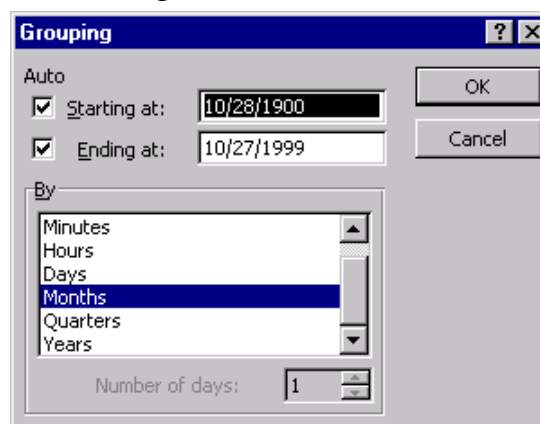 Grouping
Auto
Starting at: 10/28/1900
Ending at: 10/27/1999
OK
Cancel
By
Minutes
Hours
Days
Months
Quarters
Years
Number of days: 1